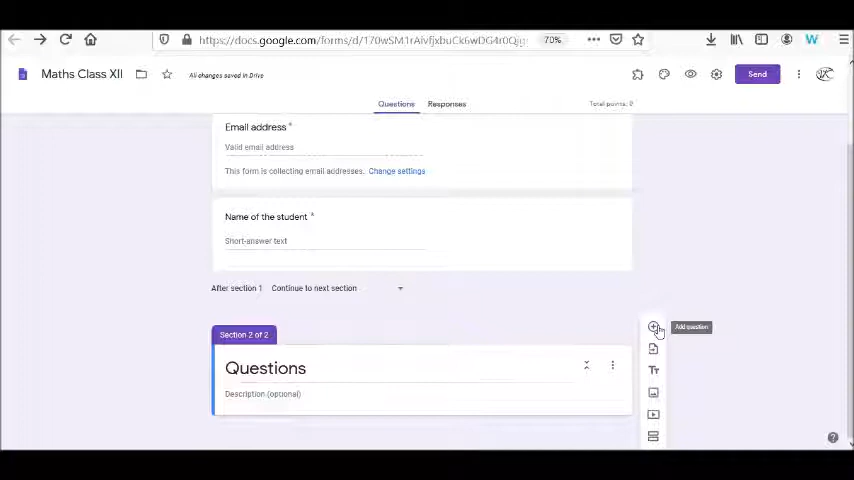 https://docs.google.com/forms/d/170wSM1rAivfjxbuCk6wDG4r0Qjg
70%
W
Maths Class XII
All changes saved in Drive
Send
Questions
Responses
Total points: 0
Email address *
Valid email address
This form is collecting email addresses. Change settings
Name of the student *
Short-answer text
After section 1 Continue to next section
Add question
Section 2 of 2
Questions
Tт
Description (optional)